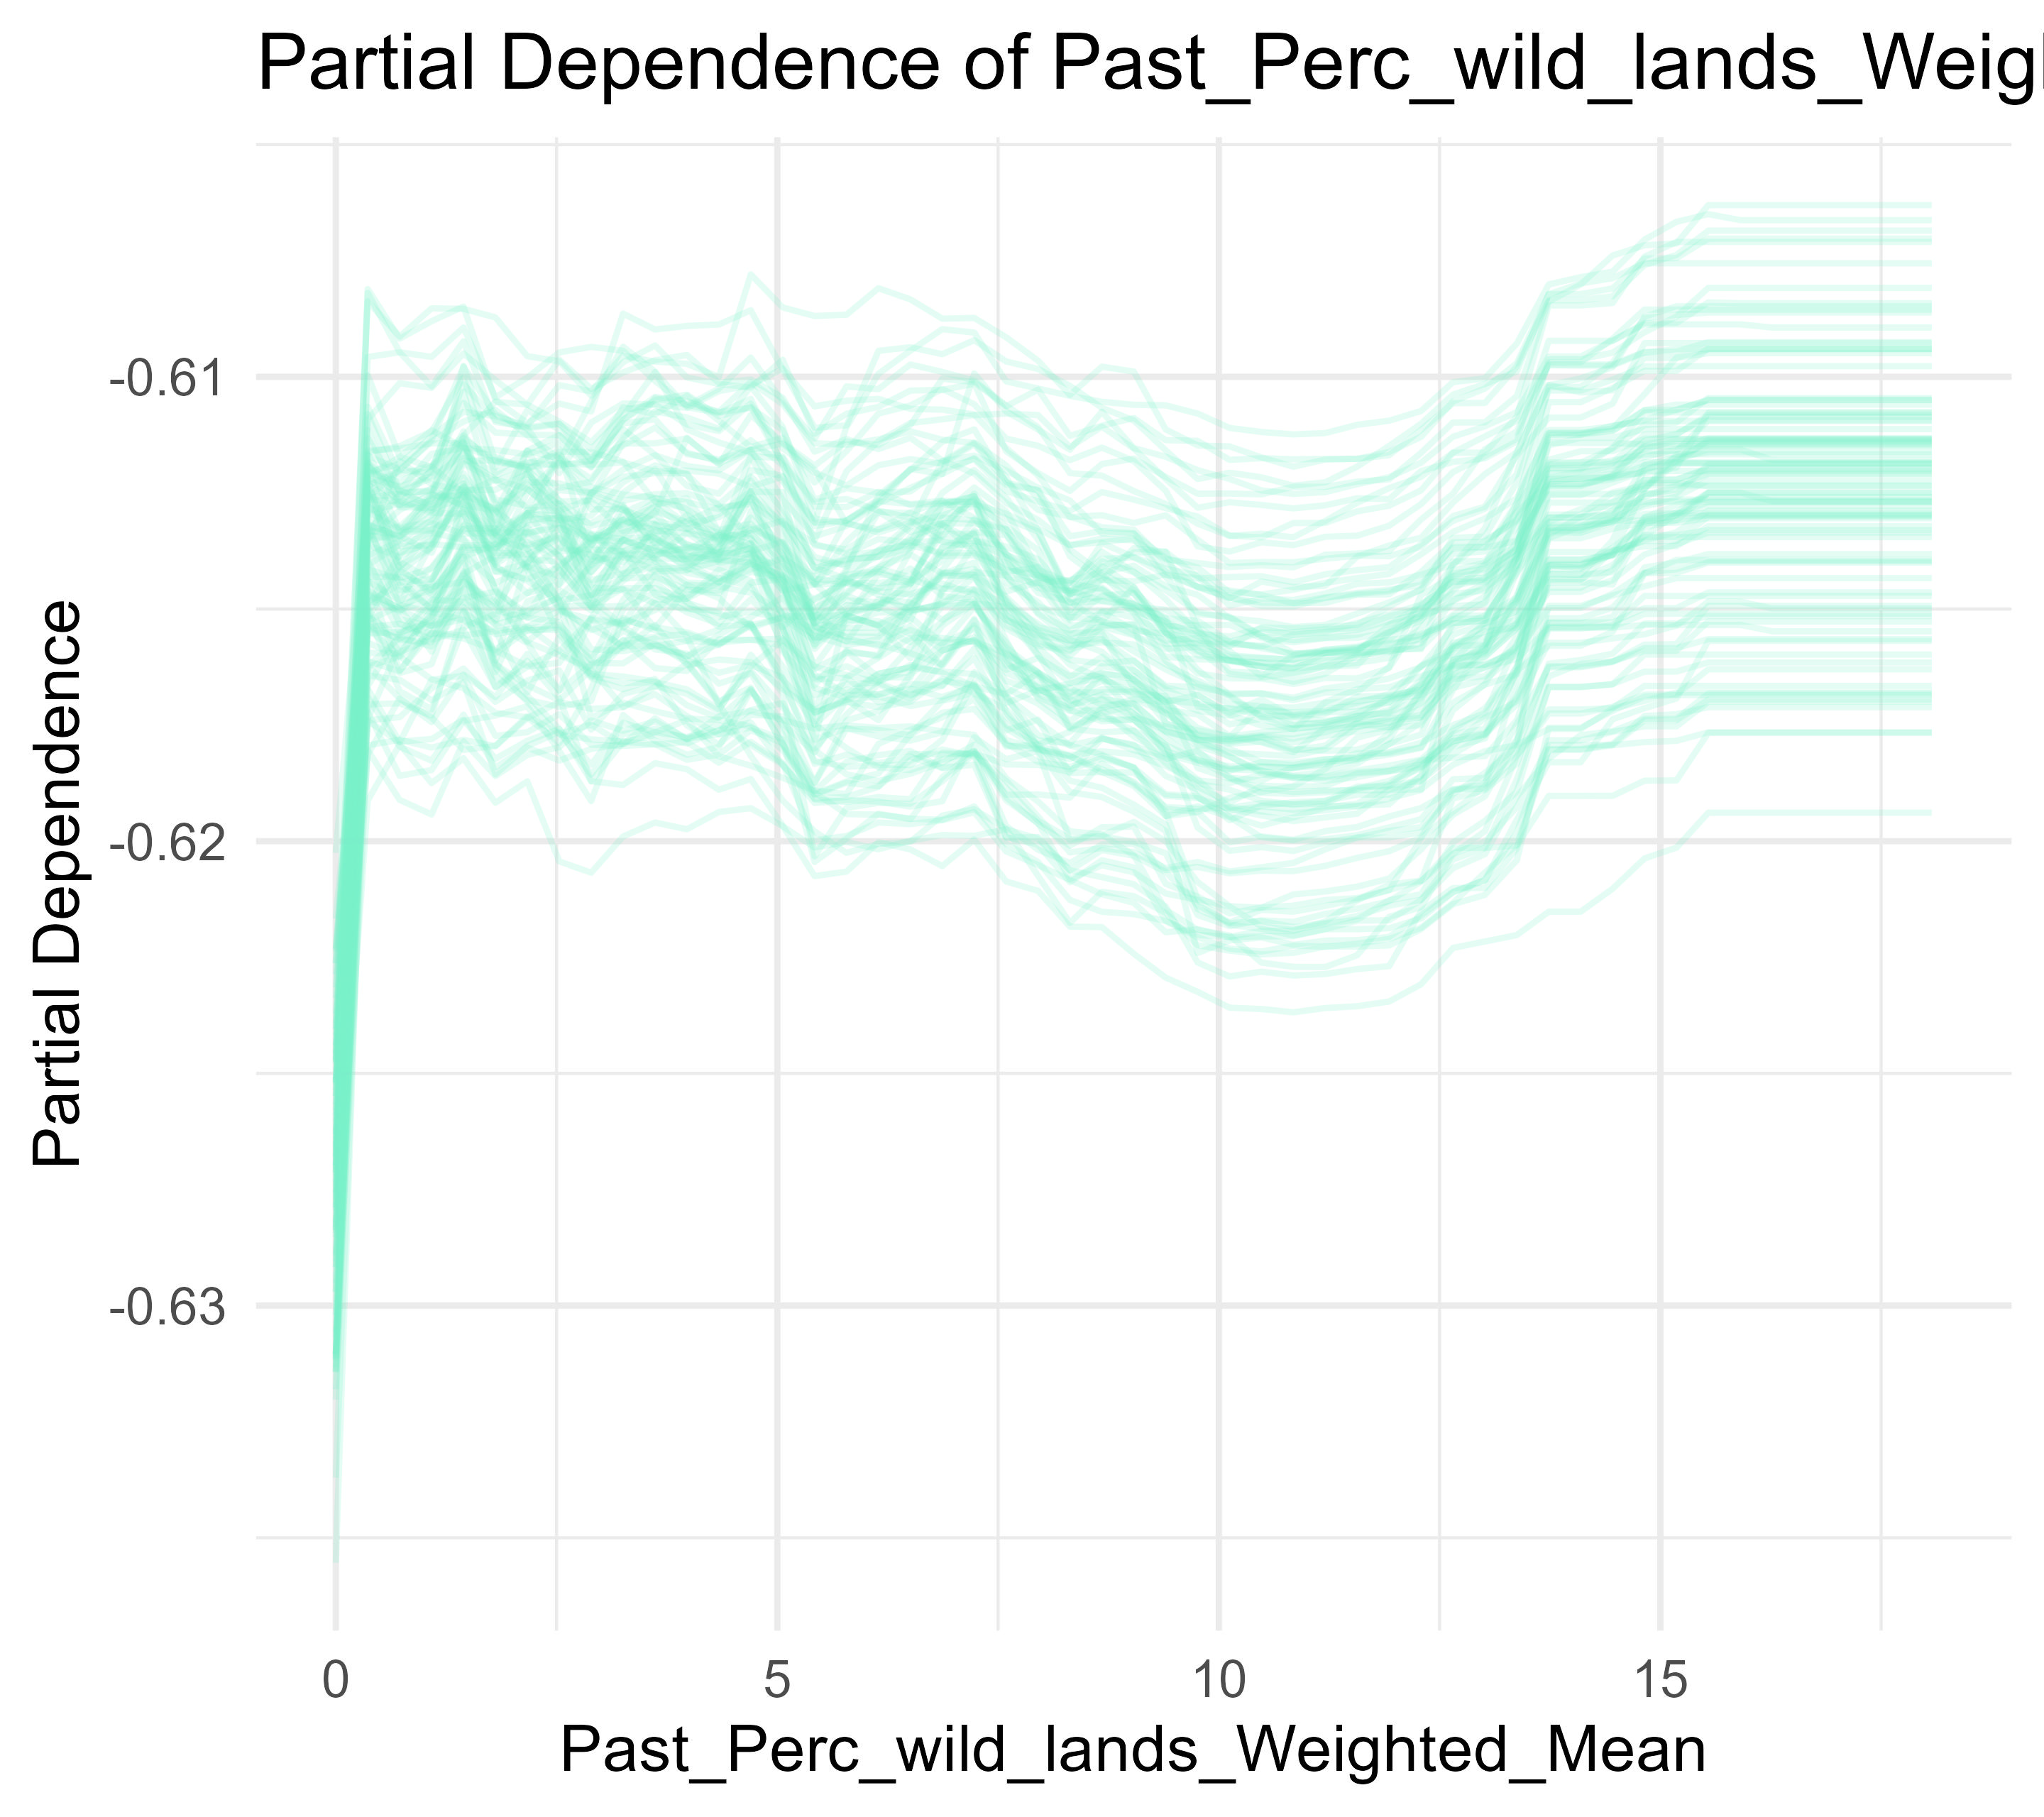 Partial Dependence of Past_Perc_wild_lands_Weig
Partial Dependence
-0.61
-0.62
-0.63
0 5 10 15
Past_Perc_wild_lands_Weighted_Mean